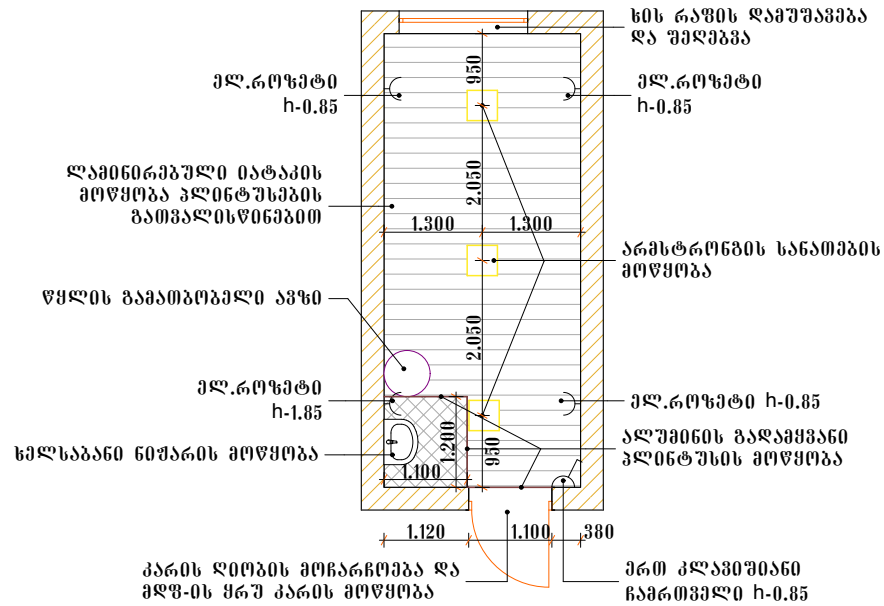 ხის რაფის დამუშავება
და შეღებვა
ელ.როზეტი
h-0.85
ელ.როზეტი
h-0.85
950
ლამინირებული იატაკის
მოწყობა პლინტუსების
გათვალისწინებით
2.050
1.300
1.300
არმსტრონგის სანათების
მოწყობა
წყლის გამათბობელი ავზი
2.050
ელ.როზეტი
h-1.85
ელ.როზეტი h-0.85
ხელსაბანი ნიჟარის მოწყობა
1.200
950
1.100
ალუმინის გადამყვანი
პლინტუსის მოწყობა
1.120
1.100
380
კარის ღიობის მოჩარჩოება და
მდფ-ის ყრუ კარის მოწყობა
ერთ კლავიშიანი
ჩამრთველი h-0.85